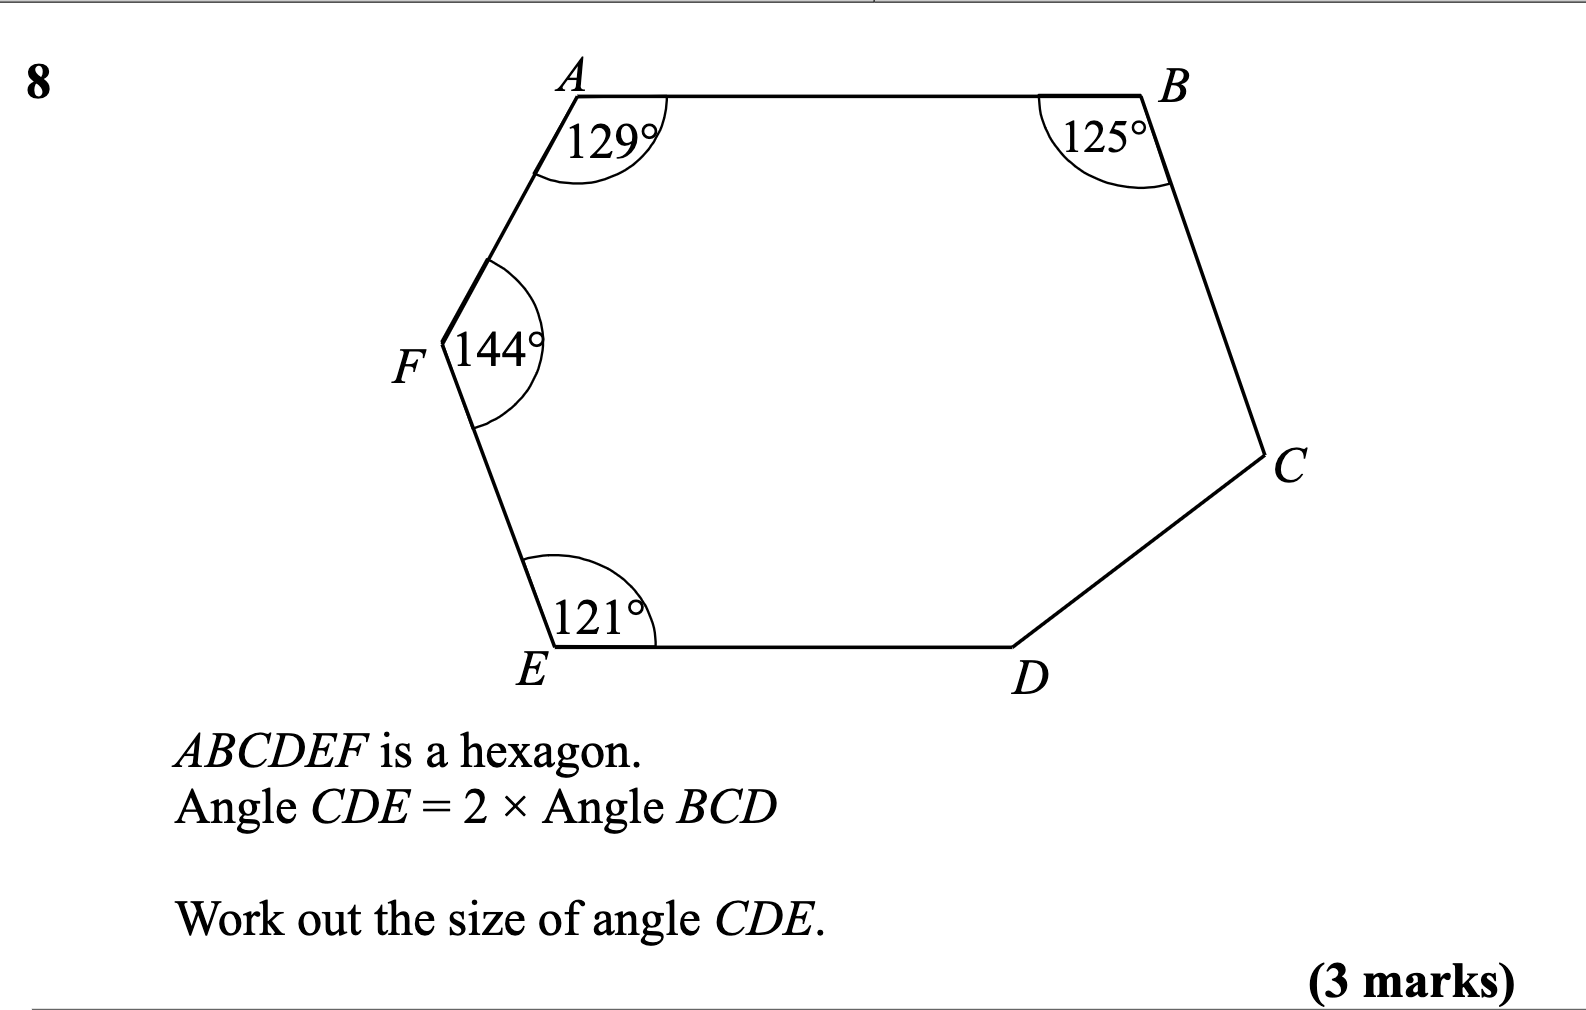 8
A
B
129°
125°
F
144°
C
121°
E
D
ABCDEF is a hexagon.
Angle CDE = 2 × Angle BCD
Work out the size of angle CDE.
(3 marks)